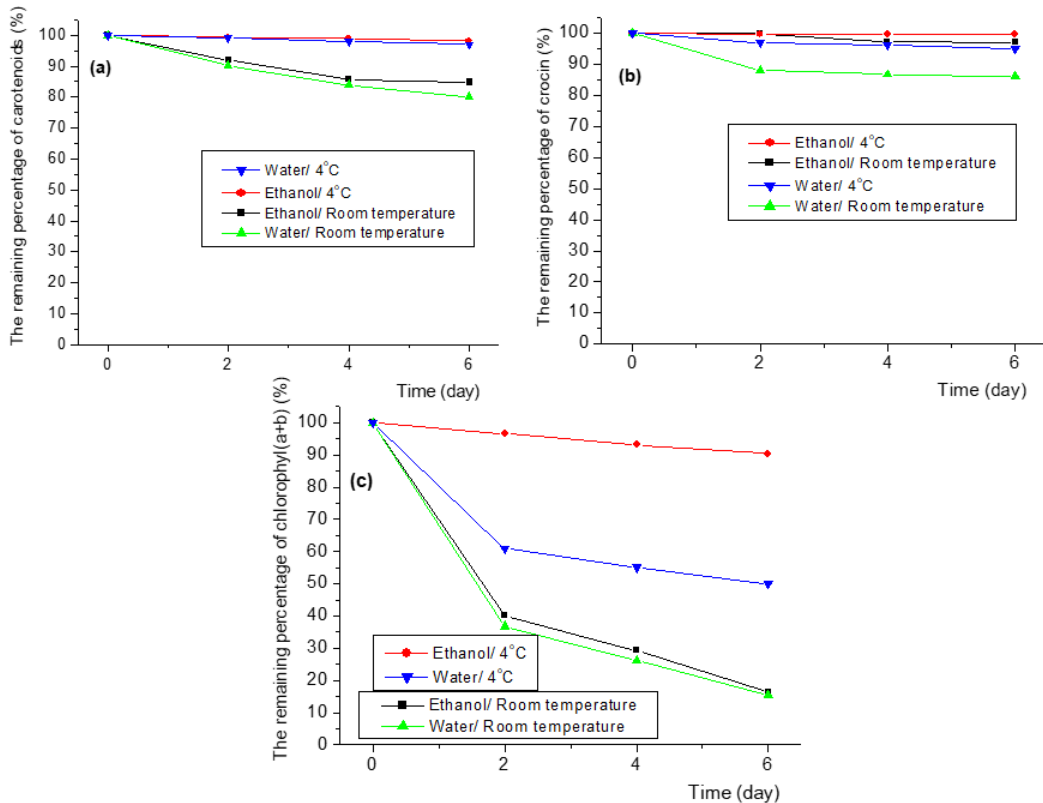 The remaining percentage of carotenoids (%)
100
90
80
70
60
50
40
30
20
10
0
(a)
Water/ 4°C
Ethanol/ 4°C
Ethanol/ Room temperature
Water/ Room temperature
0 2 4 6
Time (day)
The remaining percentage of crocin (%)
100
90
80
70
60
50
40
30
20
10
0
(b)
Ethanol/ 4°C
Ethanol/ Room temperature
Water/ 4°C
Water/ Room temperature
0 2 4 6
Time (day)
The remaining percentage of chlorophyl(a+b) (%)
100
90
80
70
60
50
40
30
20
10
0
(c)
Ethanol/ 4°C
Water/ 4°C
Ethanol/ Room temperature
Water/ Room temperature
0 2 4 6
Time (day)